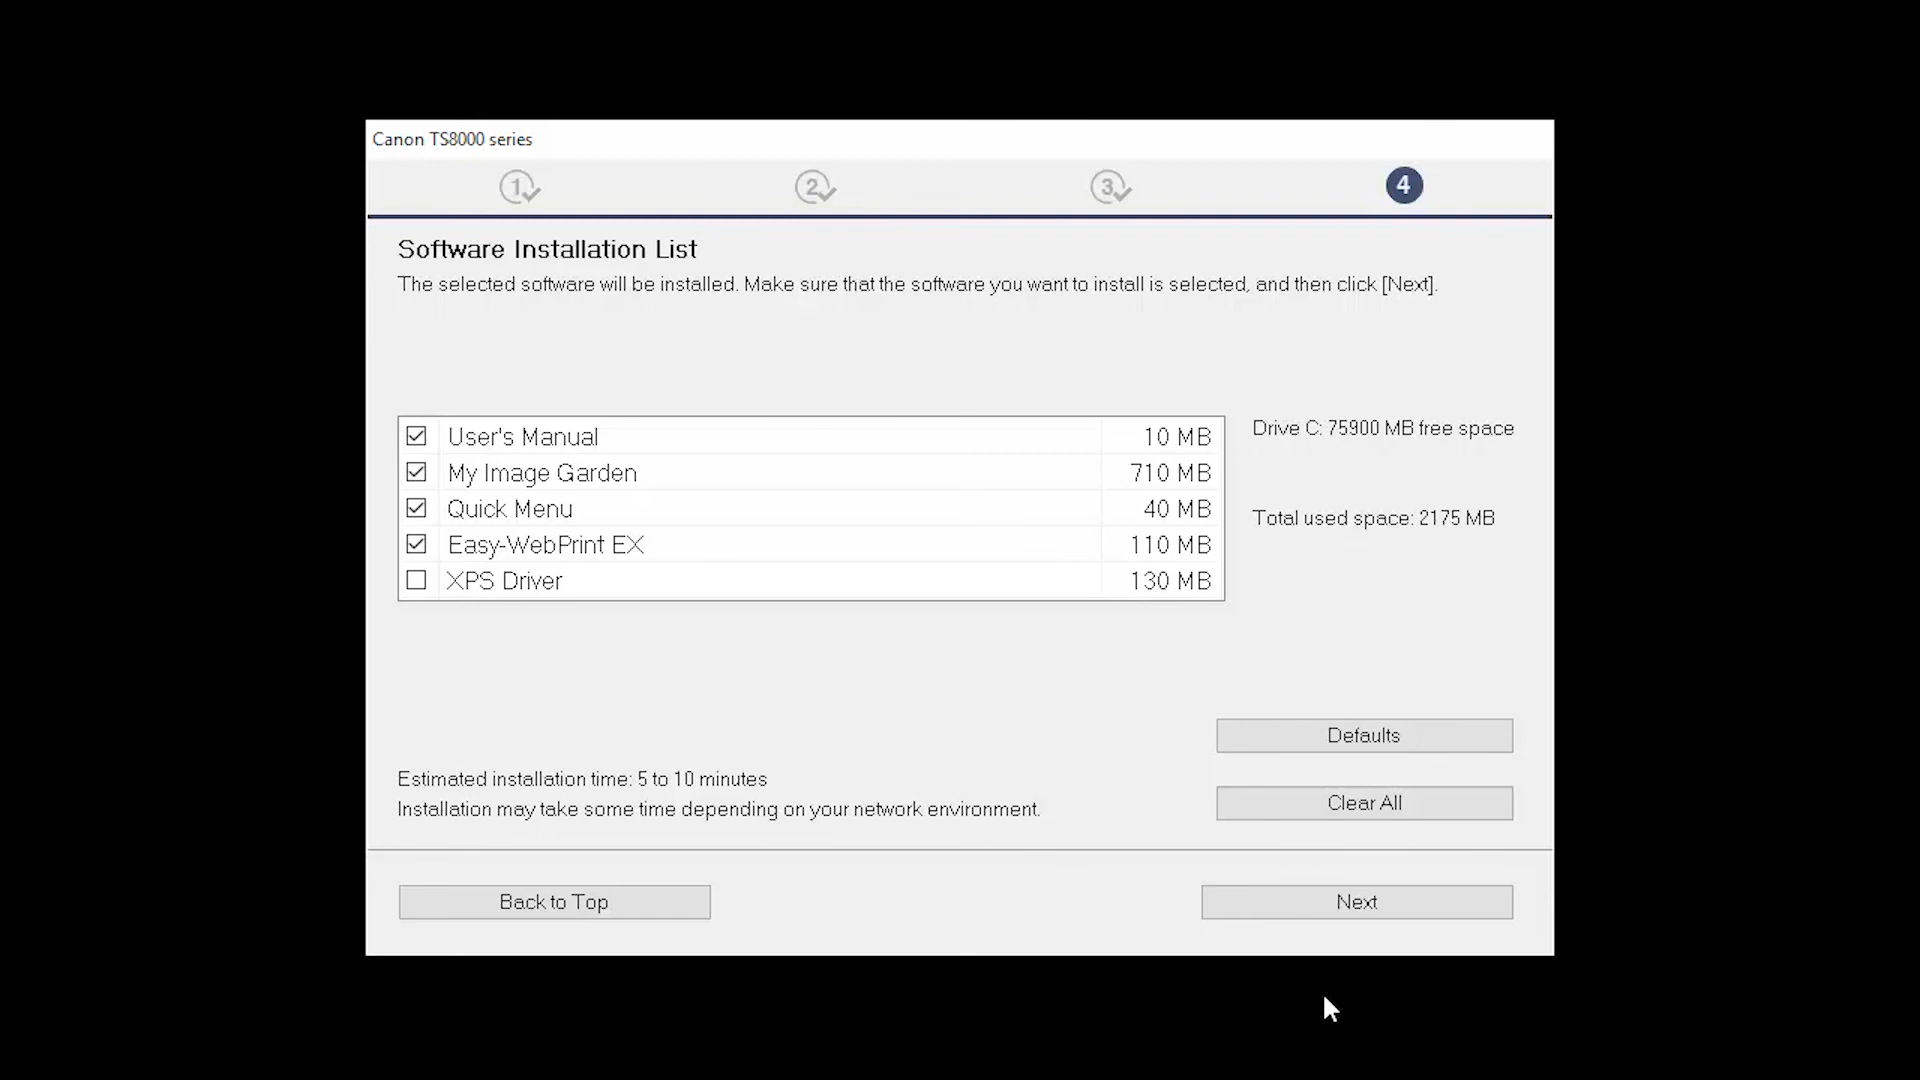 Canon TS8000 series
1
2
3
4
Software Installation List
The selected software will be installed. Make sure that the software you want to install is selected, and then click [Next].
User's Manual 10 MB
My Image Garden 710 MB
Quick Menu 40 MB
Easy-WebPrint EX 110 MB
XPS Driver 130 MB
Drive C: 75900 MB free space
Total used space: 2175 MB
Defaults
Estimated installation time: 5 to 10 minutes
Installation may take some time depending on your network environment.
Clear All
Back to Top
Next